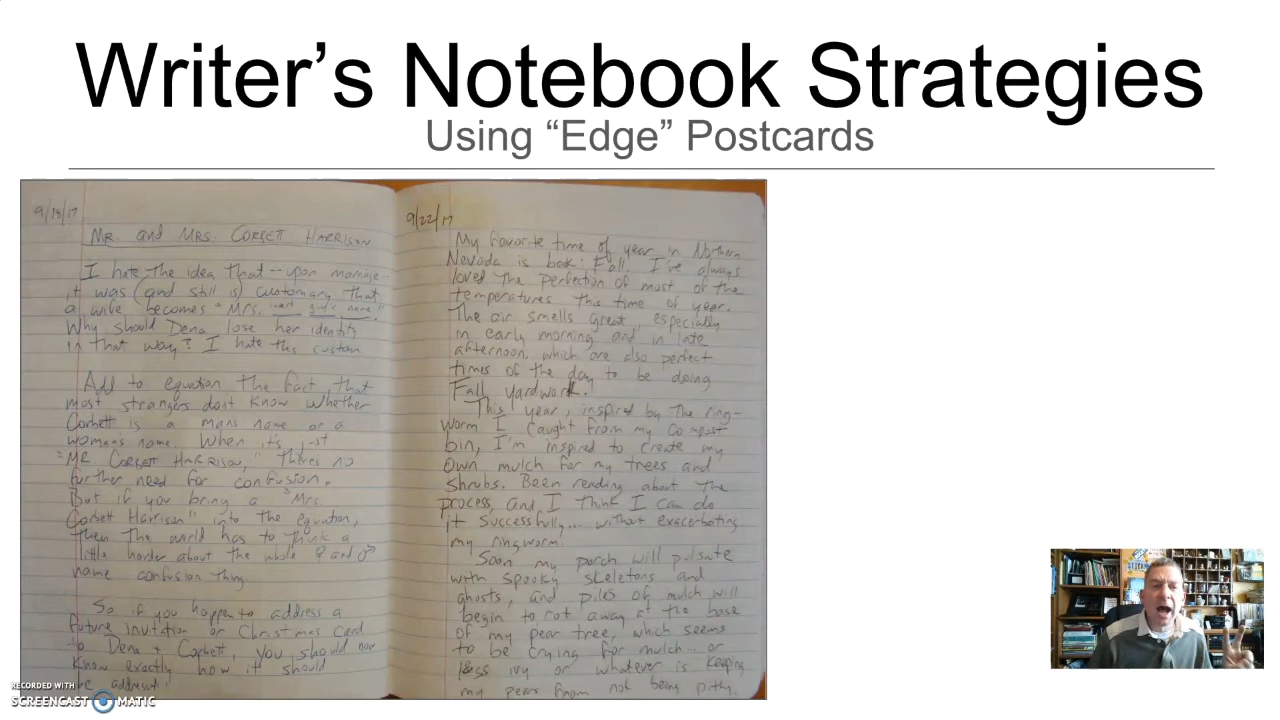 Writer's Notebook Strategies
Using “Edge” Postcards
9/18/17
MR. and MRS. CORBETT HARRISON
I hate the idea that -- upon marriage --
it was (and still is) customary that
a wife becomes "Mrs. insert guy's name".
Why should Dena lose her identity
in that way? I hate this custom
Add to equation the fact that
most strangers don't know whether
Corbett is a man's name or a
woman's name. When it's just
"MR. CORBETT HARRISON," there's no
further need for confusion.
But if you bring a "Mrs.
Corbett Harrison" into the equation,
then the world has to think a
little harder about the whole ♀ and ♂
name confusion thing.
So if you happen to address a
future invitation or Christmas card
to Dena + Corbett, you should now
know exactly how it should
be addressed.
9/22/17
My favorite time of year in Northern
Nevada is back: Fall. I've always
loved the perfection of most of the
temperatures this time of year.
The air smells great, especially
in early morning and in late
afternoon, which are also perfect
times of the day to be doing
Fall yardwork.
This year, inspired by the ring-
worm I caught from my compost
bin, I'm inspired to create my
own mulch for my trees and
shrubs. Been reading about the
process, and I think I can do
it successfully... without exacerbating
my ringworm.
Soon my porch will pulsate
with spooky skeletons and
ghosts, and piles of mulch will
begin to rot away at the base
of my pear tree, which seems
to be crying for mulch... or
less ivy or whatever is keeping
my pears from not being pithy.
RECORDED WITH
SCREENCAST MATIC